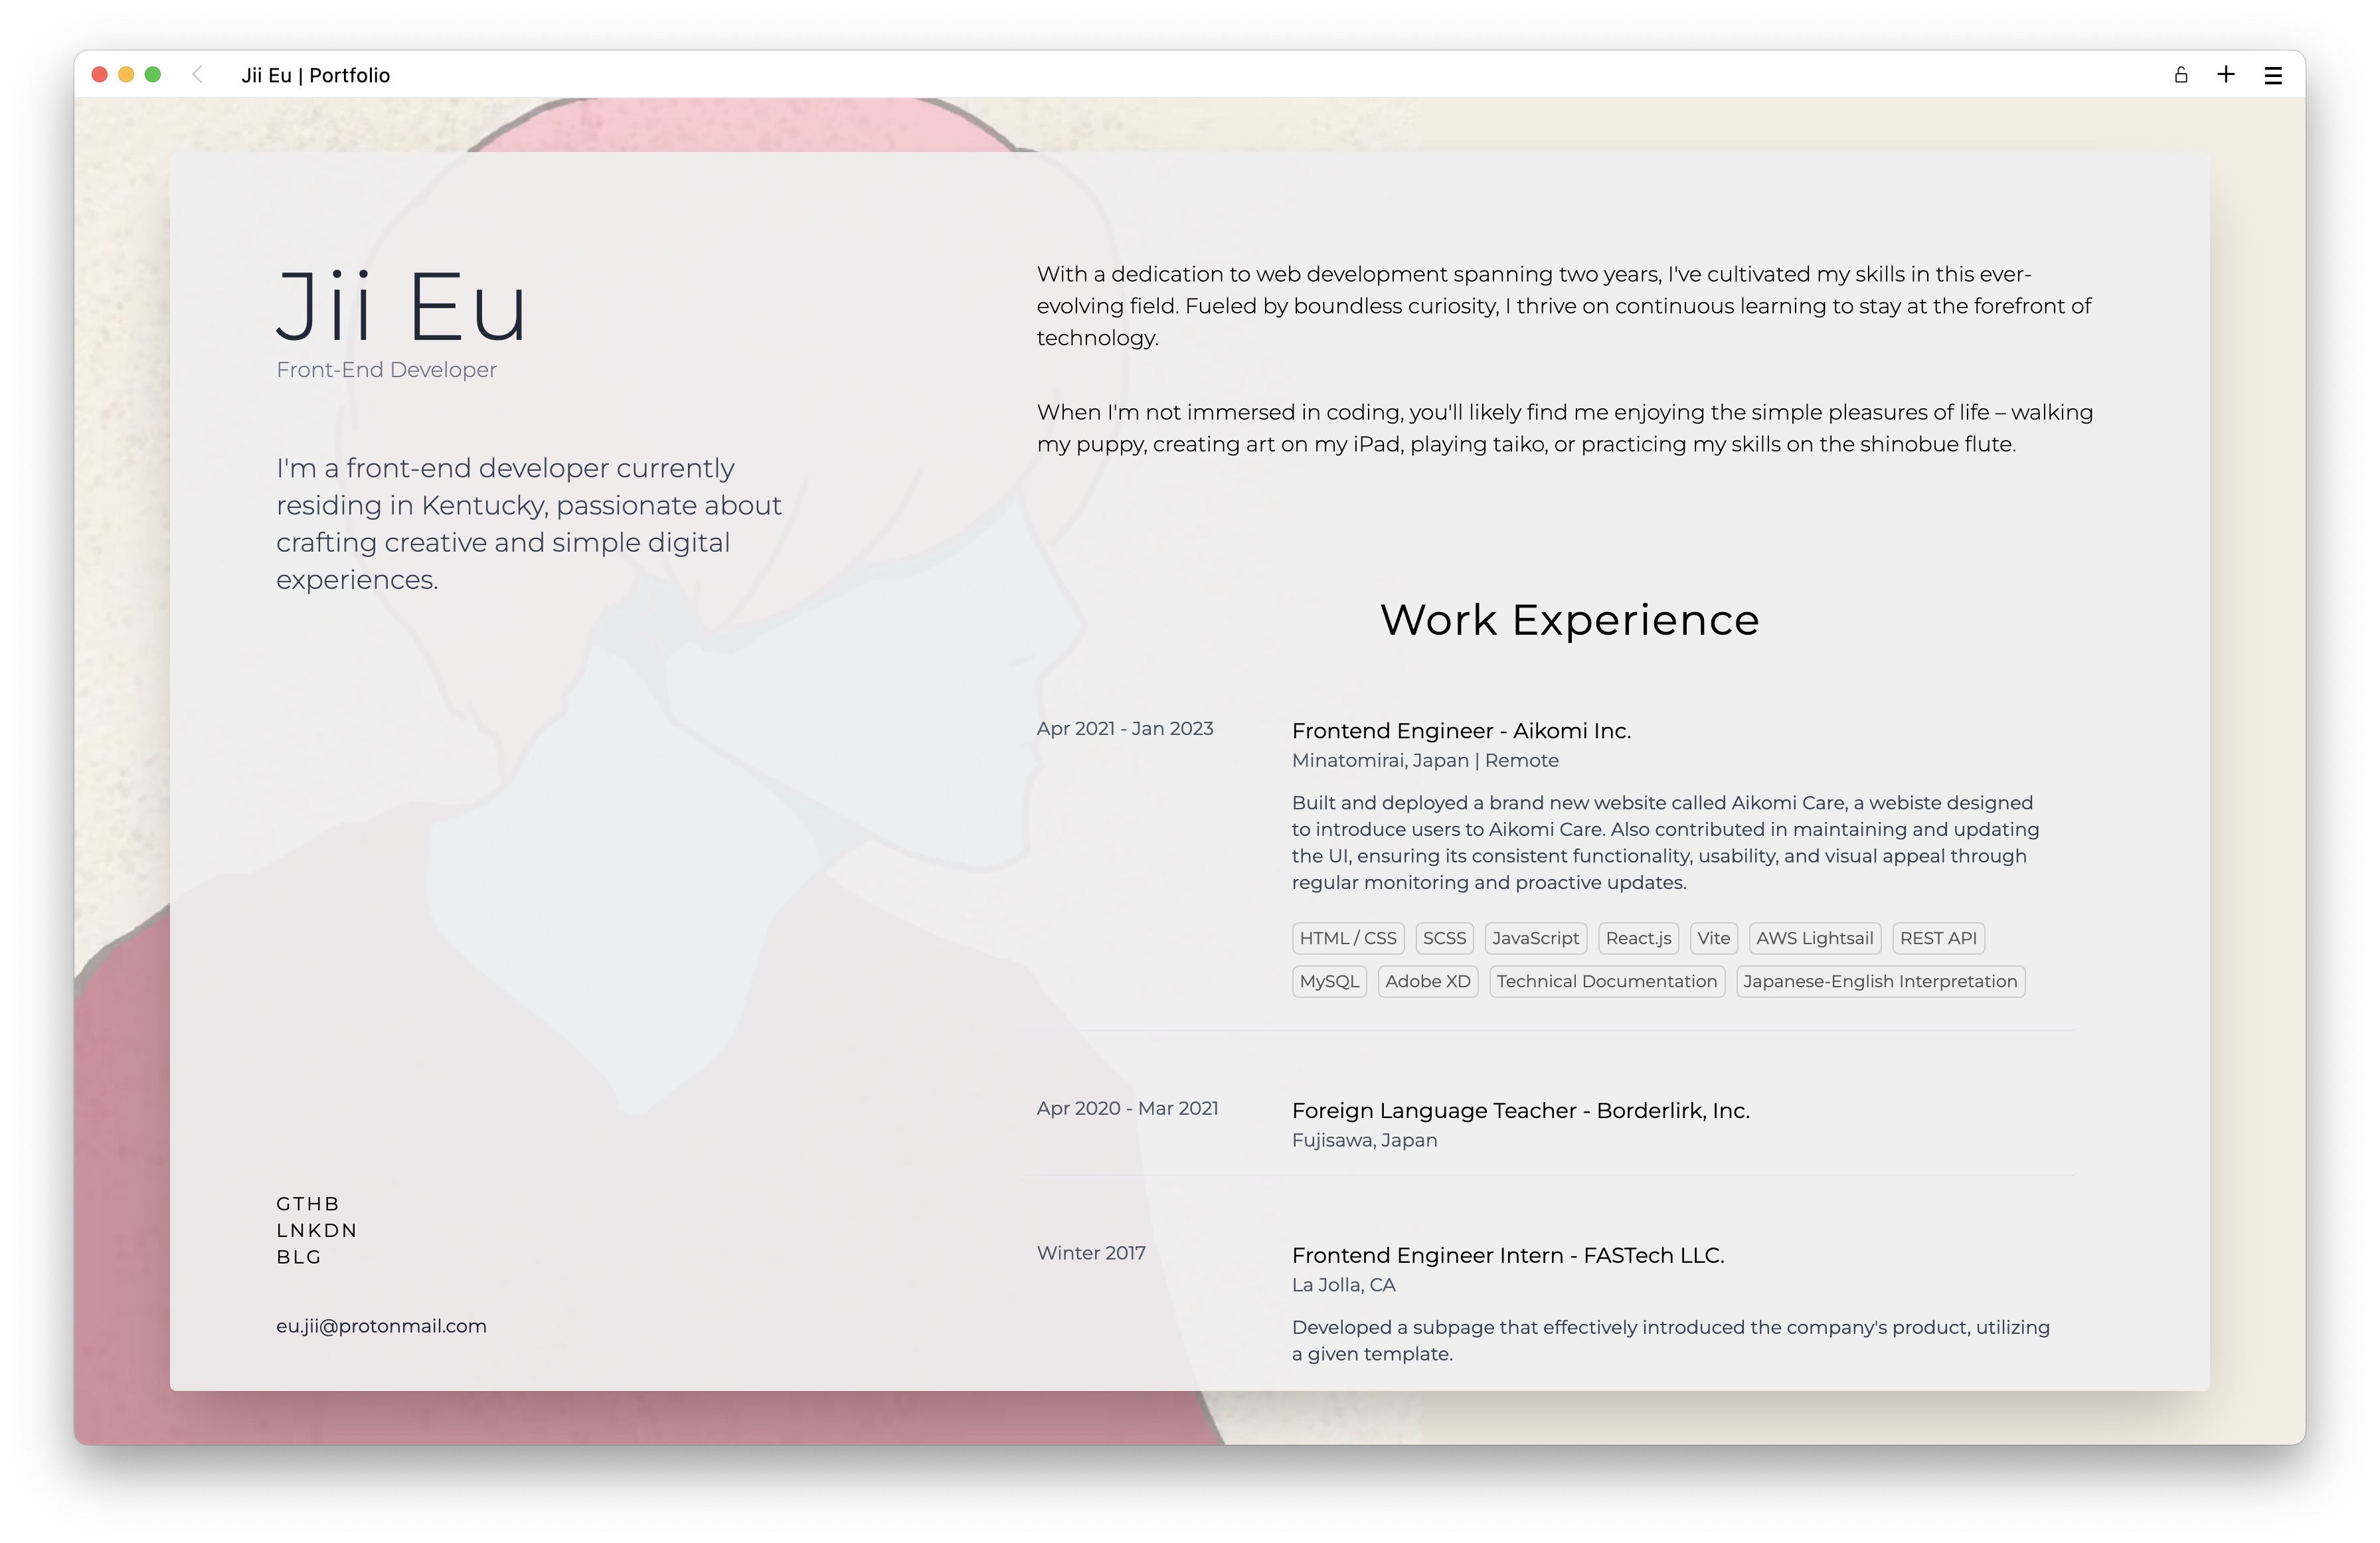 Jii Eu | Portfolio
Jii Eu
Front-End Developer
I'm a front-end developer currently
residing in Kentucky, passionate about
crafting creative and simple digital
experiences.
GTHB
LNKDN
BLG
eu.jii@protonmail.com
With a dedication to web development spanning two years, I've cultivated my skills in this ever-
evolving field. Fueled by boundless curiosity, I thrive on continuous learning to stay at the forefront of
technology.
When I'm not immersed in coding, you'll likely find me enjoying the simple pleasures of life – walking
my puppy, creating art on my iPad, playing taiko, or practicing my skills on the shinobue flute.
Work Experience
Apr 2021 - Jan 2023
Frontend Engineer - Aikomi Inc.
Minatomirai, Japan | Remote
Built and deployed a brand new website called Aikomi Care, a webiste designed
to introduce users to Aikomi Care. Also contributed in maintaining and updating
the UI, ensuring its consistent functionality, usability, and visual appeal through
regular monitoring and proactive updates.
HTML / CSS SCSS JavaScript React.js Vite AWS Lightsail REST API
MySQL Adobe XD Technical Documentation Japanese-English Interpretation
Apr 2020 - Mar 2021
Foreign Language Teacher - Borderlirk, Inc.
Fujisawa, Japan
Winter 2017
Frontend Engineer Intern - FASTech LLC.
La Jolla, CA
Developed a subpage that effectively introduced the company's product, utilizing
a given template.